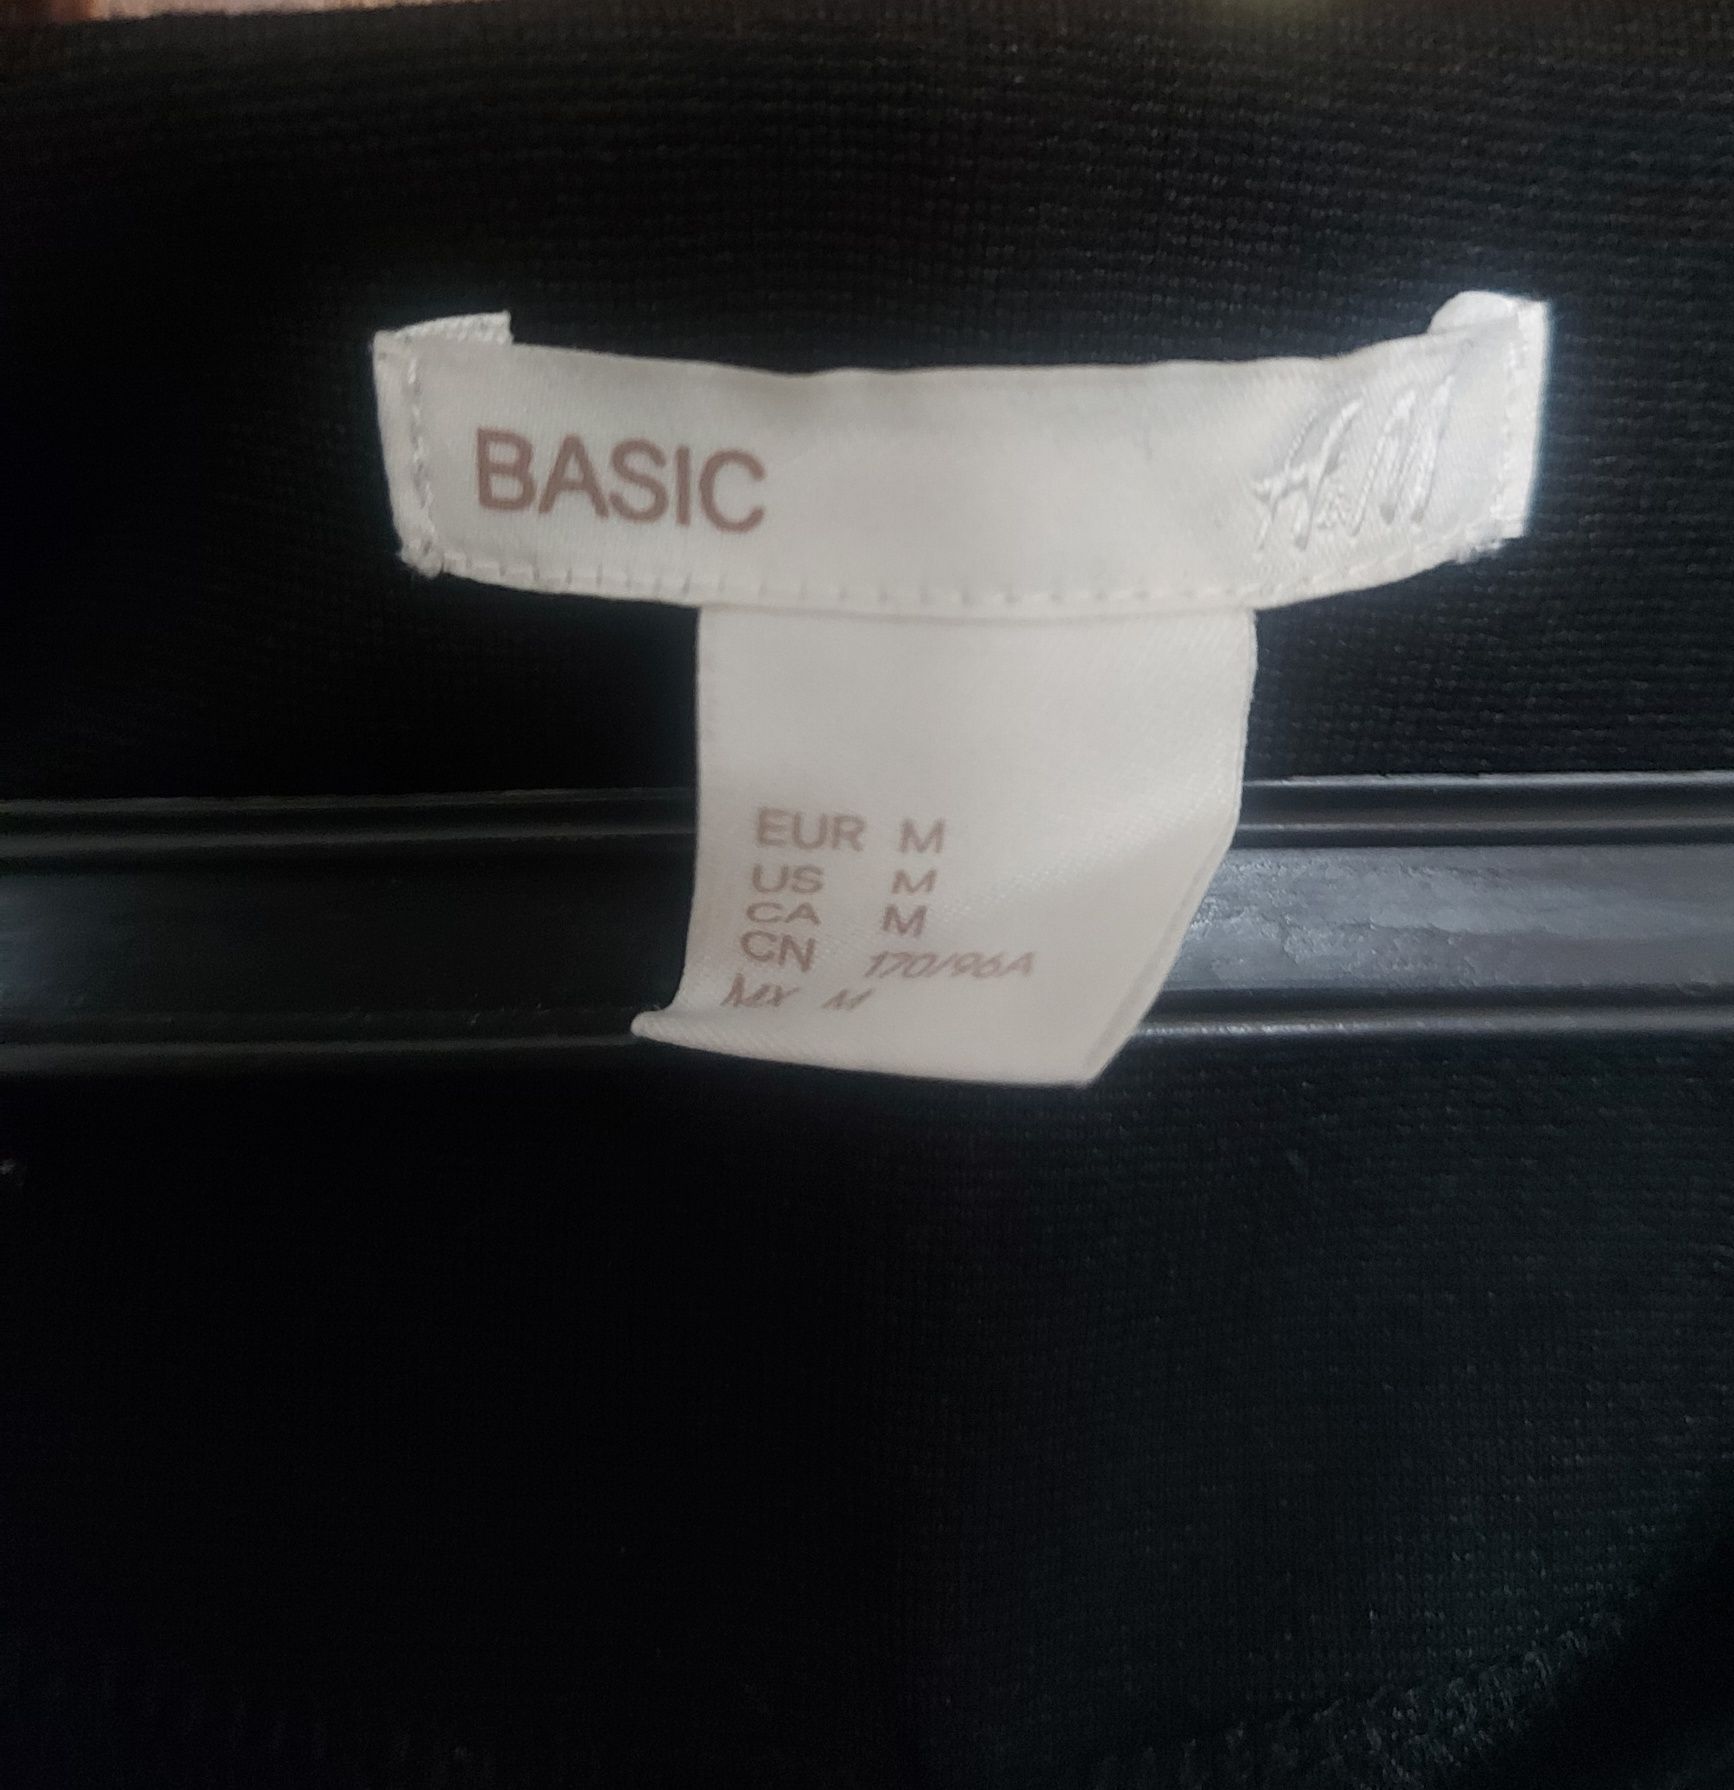 BASIC H&M
EUR M
US M
CA M
CN 170/96A
MX M